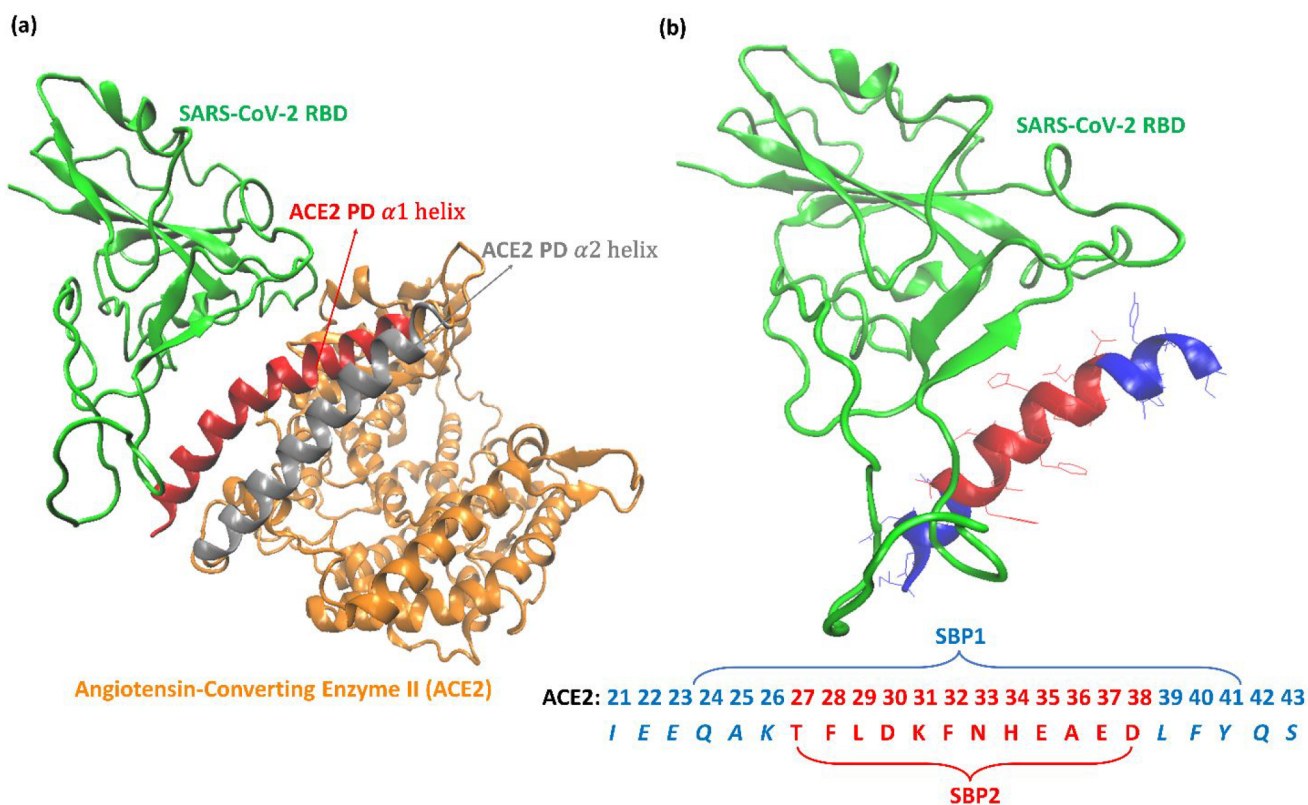 (a)
SARS-CoV-2 RBD
ACE2 PD α1 helix
ACE2 PD α2 helix
Angiotensin-Converting Enzyme II (ACE2)
(b)
SARS-CoV-2 RBD
SBP1
ACE2: 21 22 23 24 25 26 27 28 29 30 31 32 33 34 35 36 37 38 39 40 41 42 43
I E E Q A K T F L D K F N H E A E D L F Y Q S
SBP2